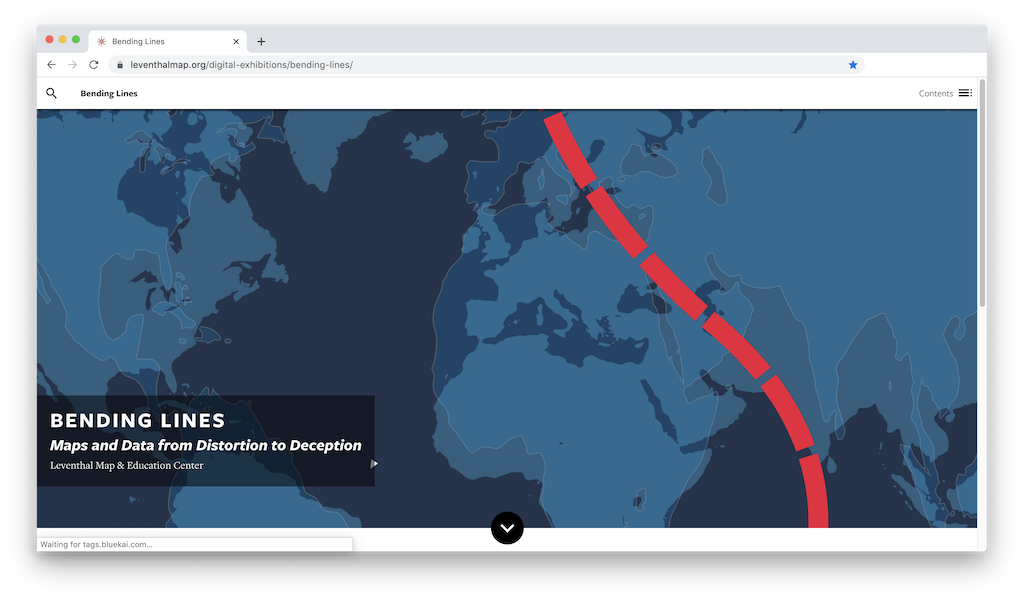 Bending Lines
leventhalmap.org/digital-exhibitions/bending-lines/
Bending Lines
Contents
BENDING LINES
Maps and Data from Distortion to Deception
Leventhal Map & Education Center
Waiting for tags.bluekai.com...